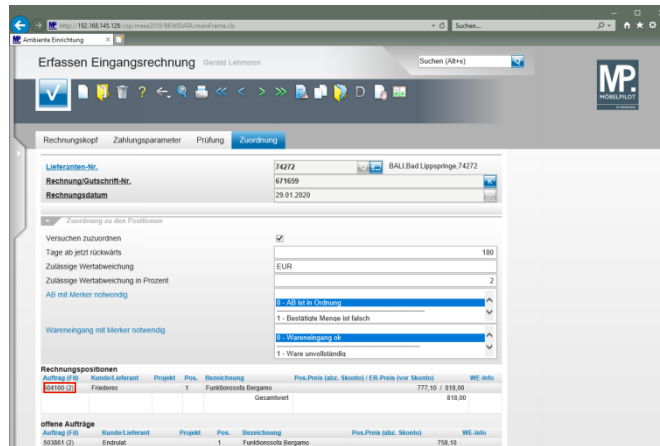 http://192.168.145.128/csp/mesa2019/BEWIDATA.mainFrame.cls
Suchen...
Ambiente Einrichtung
Erfassen Eingangsrechnung Gerald Lehmann
Suchen (Alt+s)
MP.
MÖBELPILOT
Rechnungskopf Zahlungsparameter Prüfung Zuordnung
Lieferanten-Nr. 74272 BALI,Bad Lippspringe,74272
Rechnung/Gutschrift-Nr. 671659
Rechnungsdatum 29.01.2020
Zuordnung zu den Positionen
Versuchen zuzuordnen
Tage ab jetzt rückwärts 180
Zulässige Wertabweichung EUR
Zulässige Wertabweichung in Prozent 2
AB mit Merker notwendig
0 - AB ist in Ordnung
1 - Bestätigte Menge ist falsch
Wareneingang mit Merker notwendig
0 - Wareneingang ok
1 - Ware unvollständig
Rechnungspositionen
Auftrag (Fil) Kunde/Lieferant Projekt Pos. Bezeichnung Pos.Preis (abz. Skonto) / ER-Preis (vor Skonto) WE-Info
504100 (2) Friederes 1 Funktionssofa Bergamo 777,10 / 818,00
Gesamtwert 818,00
offene Aufträge
Auftrag (Fil) Kunde/Lieferant Projekt Pos. Bezeichnung Pos.Preis (abz. Skonto) WE-Info
503861 (2) Endrulat 1 Funktionssofa Bergamo 758,10